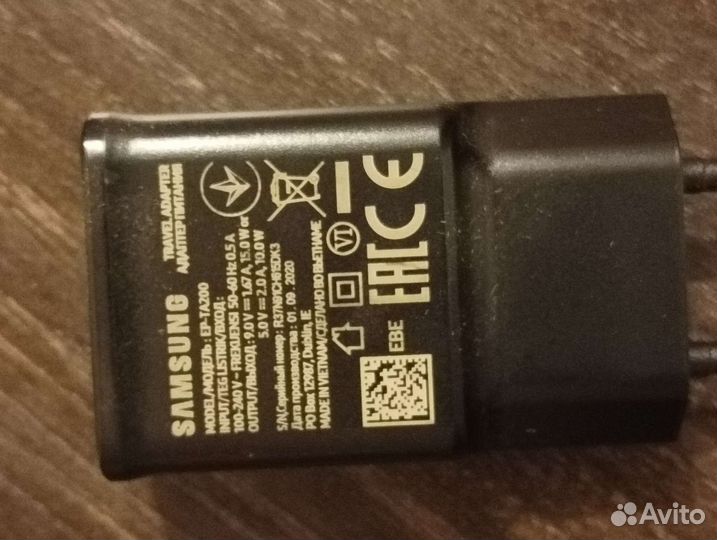 SAMSUNG
TRAVEL ADAPTER
АДАПТЕР ПИТАНИЯ
MODEL/МОДЕЛЬ : EP-TA200
INPUT/TEG LISTRIK/ВХОД :
100-240 V~ FREKUENSI 50-60 Hz 0.5 A
OUTPUT/ВЫХОД : 9.0 V⎓1.67 A, 15.0 W or
5.0 V⎓2.0 A, 10.0 W
S/N,Серийный номер :
Дата производства : 01. 09. 2020
PO Box 12987, Dublin, IE
MADE IN VIETNAM/СДЕЛАНО ВО ВЬЕТНАМЕ
VI
EAC CE
EBE
Avito